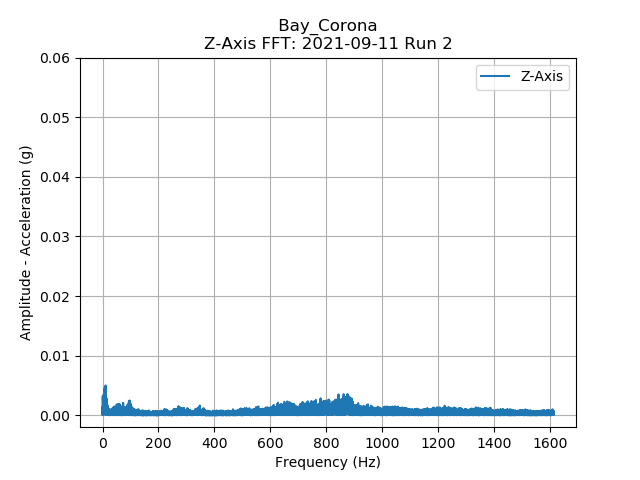 Bay_Corona
Z-Axis FFT: 2021-09-11 Run 2
Z-Axis
0.06
0.05
0.04
0.03
0.02
0.01
0.00
Amplitude - Acceleration (g)
0 200 400 600 800 1000 1200 1400 1600
Frequency (Hz)